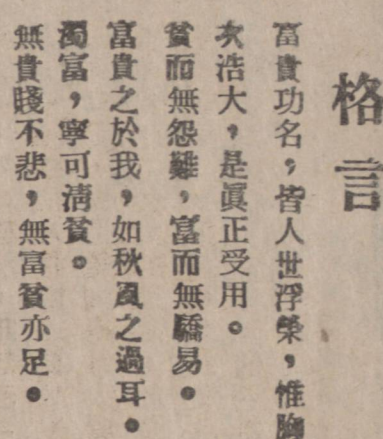 格言
富貴功名，皆人世浮榮，惟胸
次浩大，是眞正受用。
貧而無怨難，富而無驕易。
富貴之於我，如秋風之過耳。
濁富，寧可清貧。
無貴賤不悲，無富貧亦足。